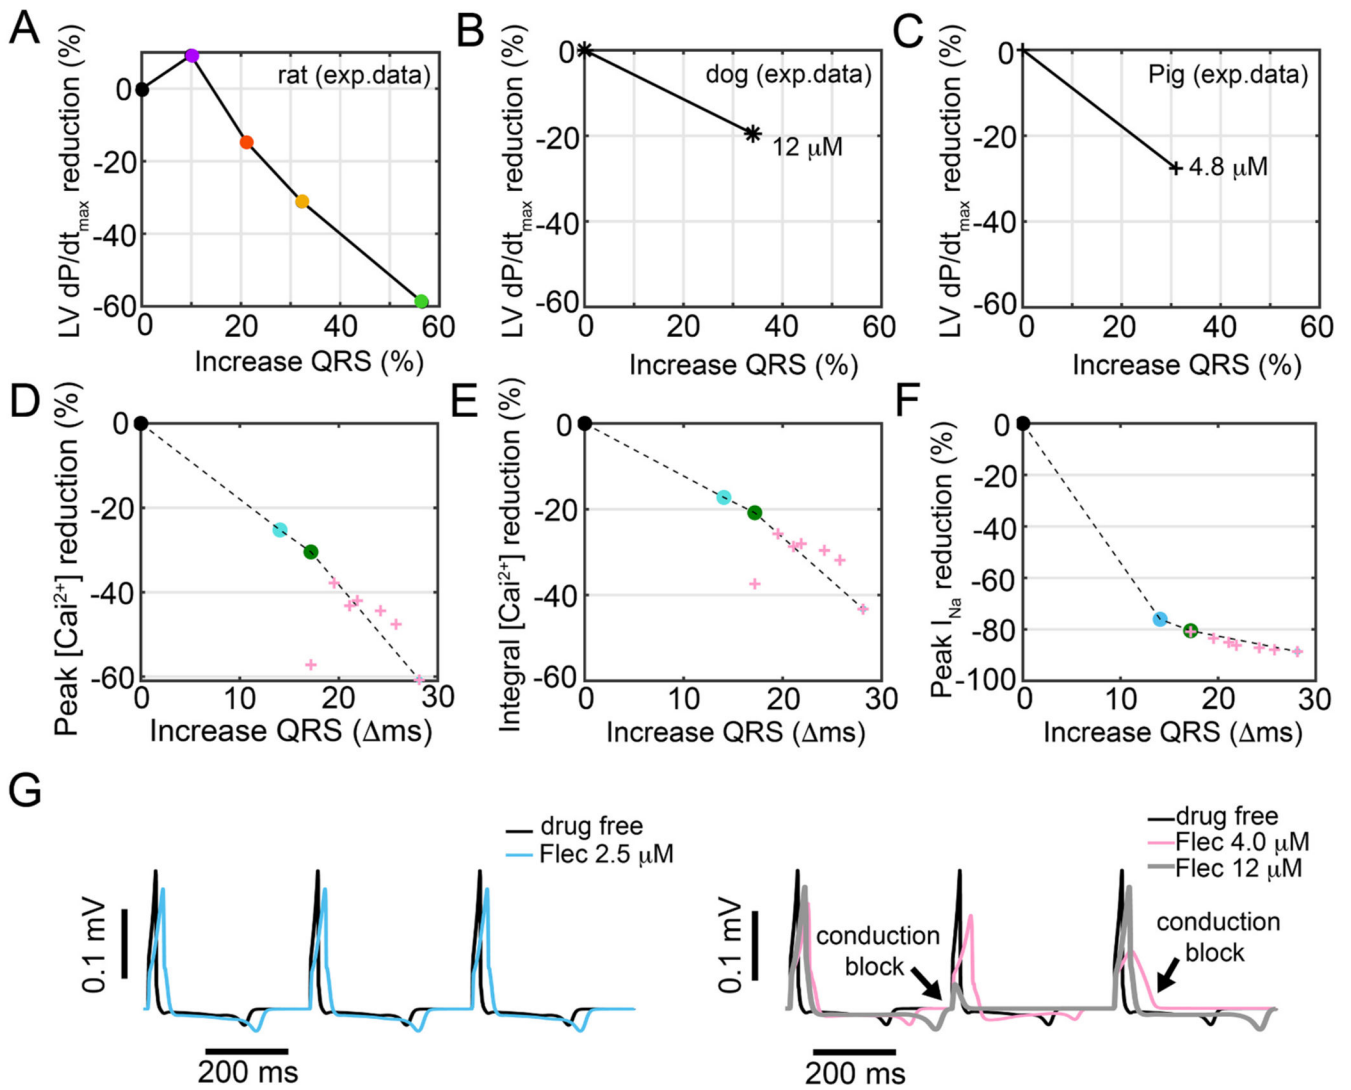 A
LV dP/dtmax reduction (%)
0
-20
-40
-60
rat (exp.data)
0 20 40 60
Increase QRS (%)
B
LV dP/dtmax reduction (%)
0
-20
-40
-60
dog (exp.data)
12 μM
0 20 40 60
Increase QRS (%)
C
LV dP/dtmax reduction (%)
0
-20
-40
-60
Pig (exp.data)
4.8 μM
0 20 40 60
Increase QRS (%)
D
Peak [Cai2+] reduction (%)
0
-20
-40
-60
0 10 20 30
Increase QRS (Δms)
E
Integral [Cai2+] reduction (%)
0
-20
-40
-60
0 10 20 30
Increase QRS (Δms)
F
Peak INa reduction (%)
0
-20
-40
-60
-80
-100
0 10 20 30
Increase QRS (Δms)
G
drug free
Flec 2.5 μM
0.1 mV
200 ms
drug free
Flec 4.0 μM
Flec 12 μM
0.1 mV
conduction
block
conduction
block
200 ms